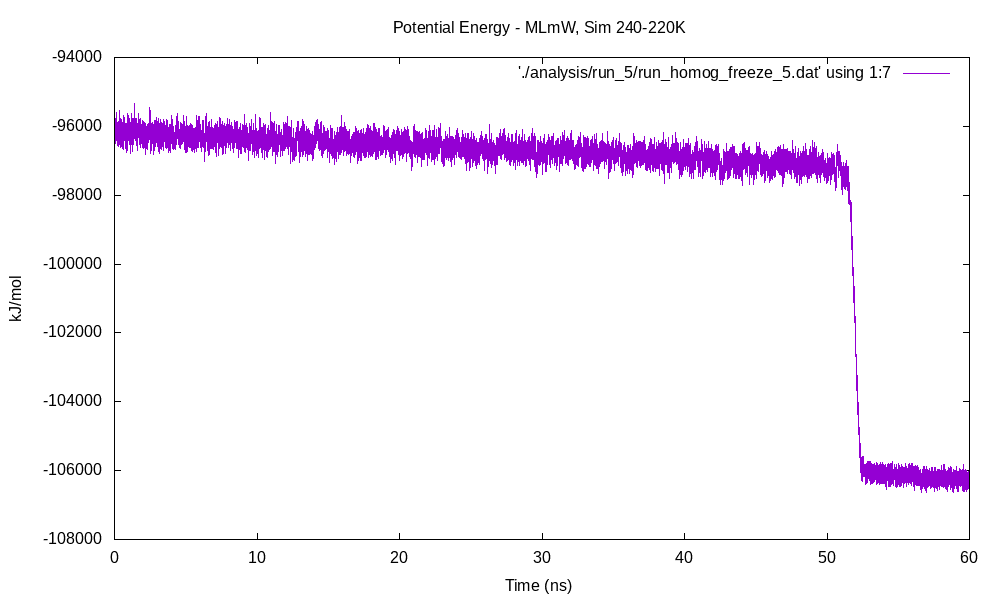 Potential Energy - MLmW, Sim 240-220K
'./analysis/run_5/run_homog_freeze_5.dat' using 1:7
-94000
-96000
-98000
-100000
-102000
-104000
-106000
-108000
kJ/mol
0 10 20 30 40 50 60
Time (ns)